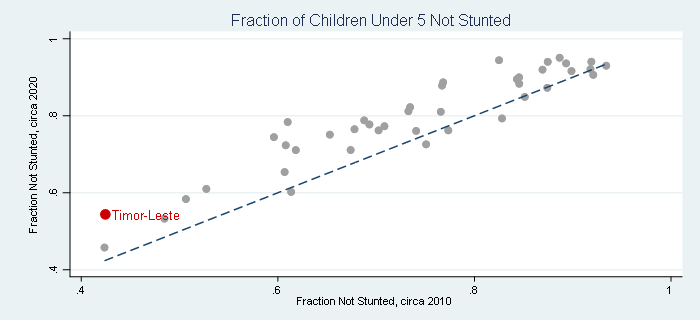 Fraction of Children Under 5 Not Stunted
Fraction Not Stunted, circa 2020
1
.8
.6
.4
Timor-Leste
.4
.6
.8
1
Fraction Not Stunted, circa 2010